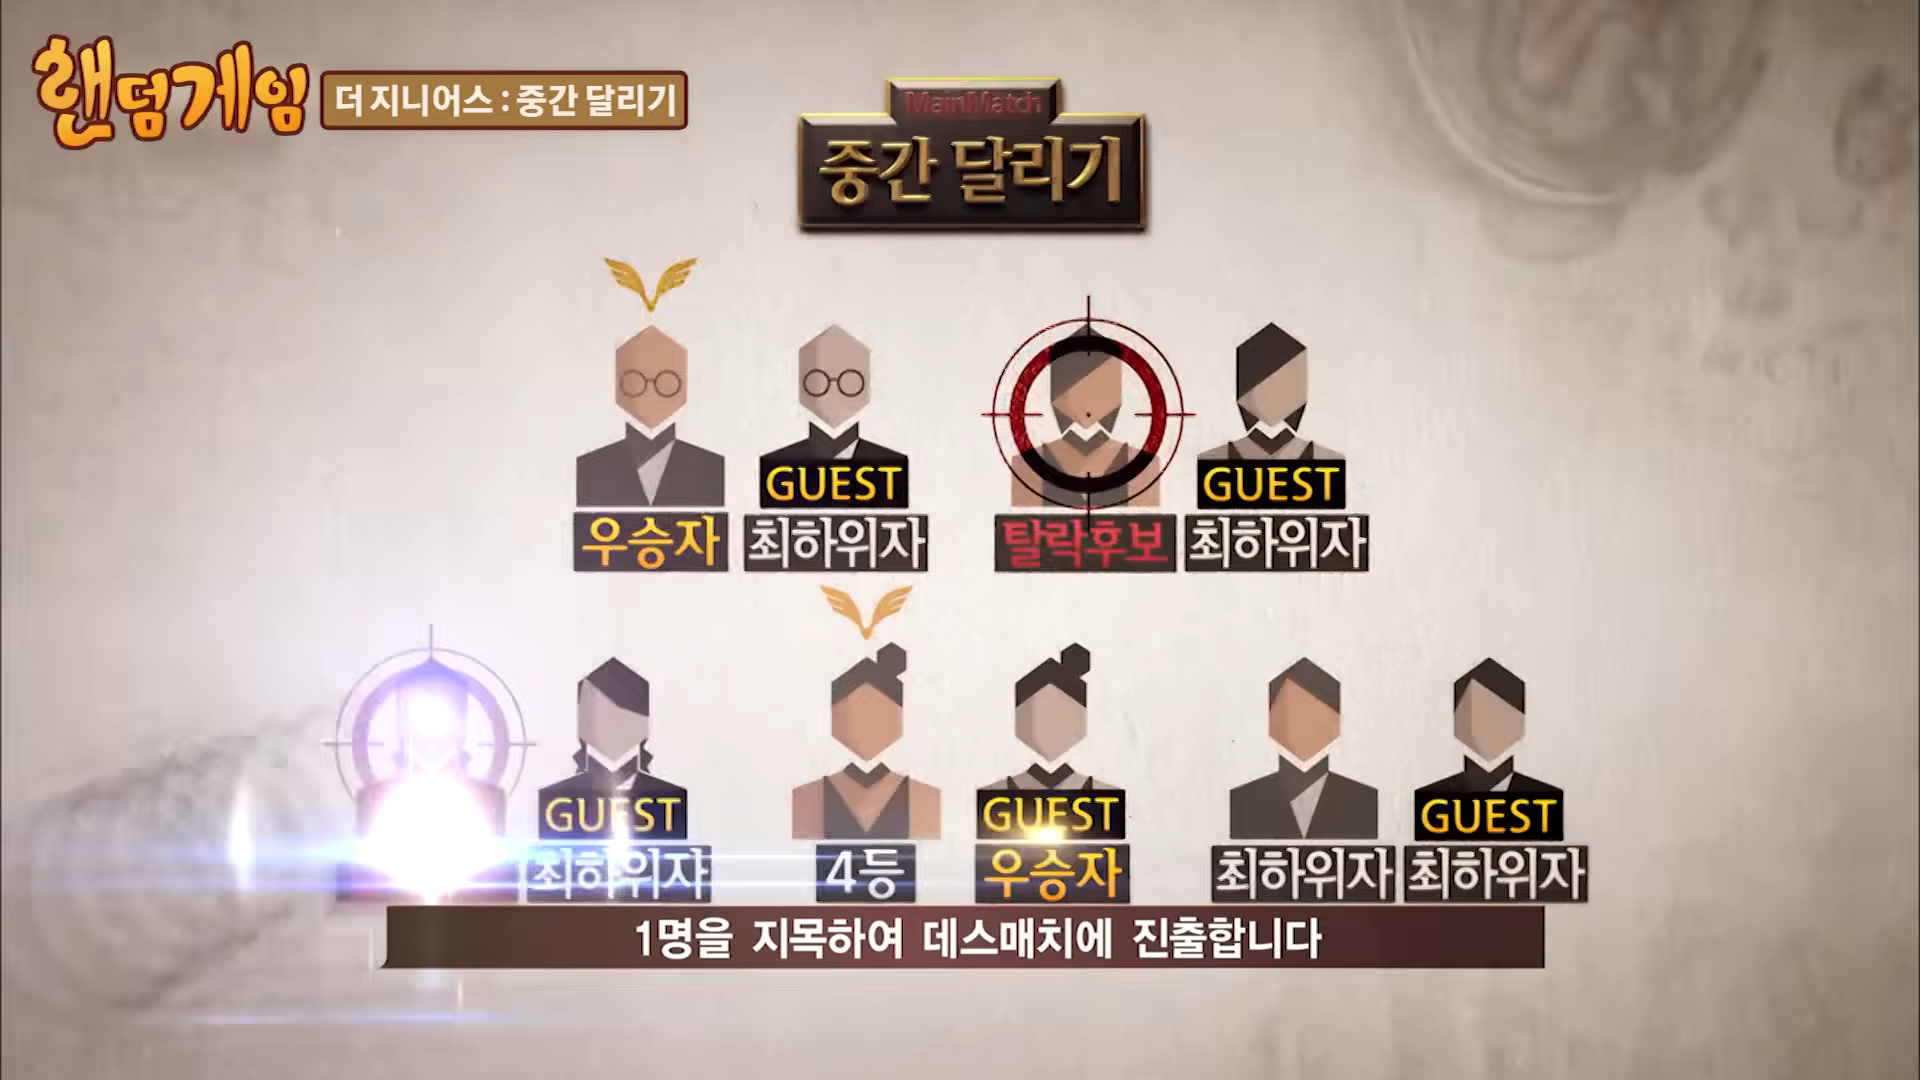 핸덤게임
더 지니어스 : 중간 달리기
MainMatch
중간 달리기
GUEST
GUEST
우승자
최하위자
탈락후보
최하위자
GUEST
GUEST
GUEST
최하위자
4등
우승자
최하위자
최하위자
1명을 지목하여 데스매치에 진출합니다